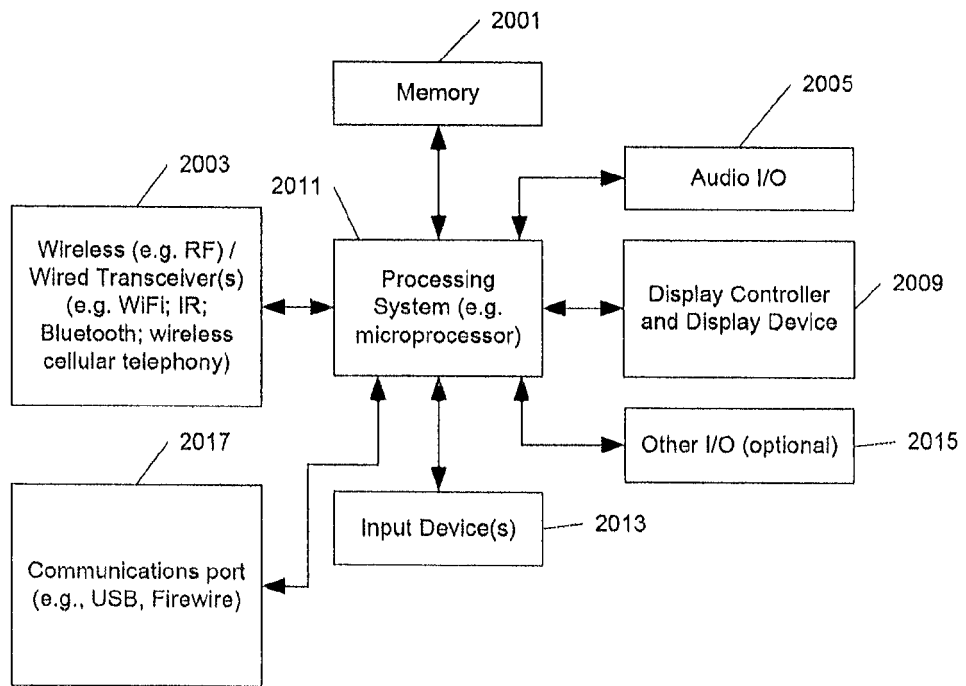 2001
Memory
2005
Audio I/O
2003
2011
Wireless (e.g. RF) /
Wired Transceiver(s)
(e.g. WiFi; IR;
Bluetooth; wireless
cellular telephony)
Processing
System (e.g.
microprocessor)
Display Controller
and Display Device
2009
2017
Other I/O (optional)
2015
Input Device(s)
2013
Communications port
(e.g., USB, Firewire)